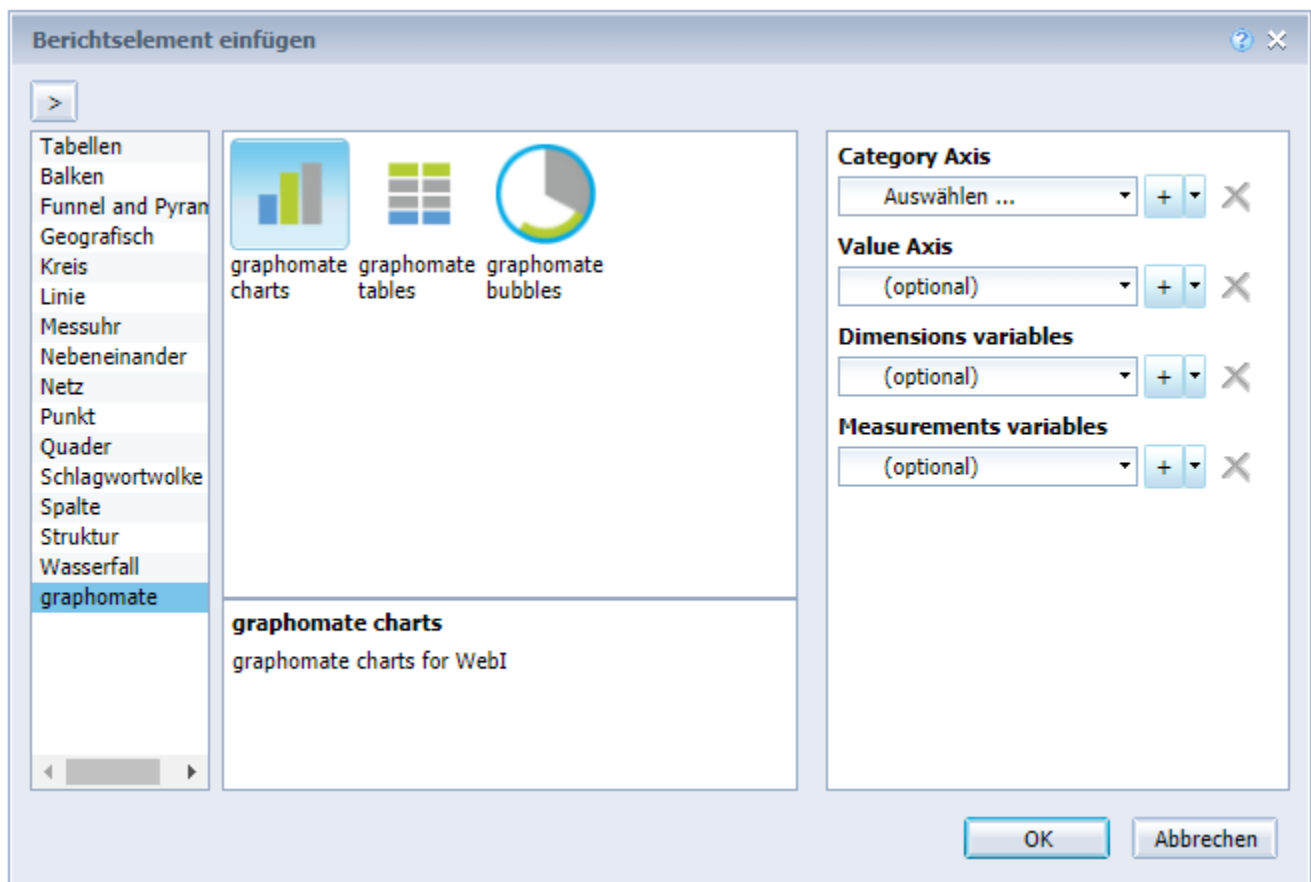 Berichtselement einfügen
>
Tabellen
Balken
Funnel and Pyram
Geografisch
Kreis
Linie
Messuhr
Nebeneinander
Netz
Punkt
Quader
Schlagwortwolke
Spalte
Struktur
Wasserfall
graphomate
graphomate charts
graphomate tables
graphomate bubbles
graphomate charts
graphomate charts for WebI
Category Axis
Auswählen ...
+
Value Axis
(optional)
+
Dimensions variables
(optional)
+
Measurements variables
(optional)
+
OK
Abbrechen